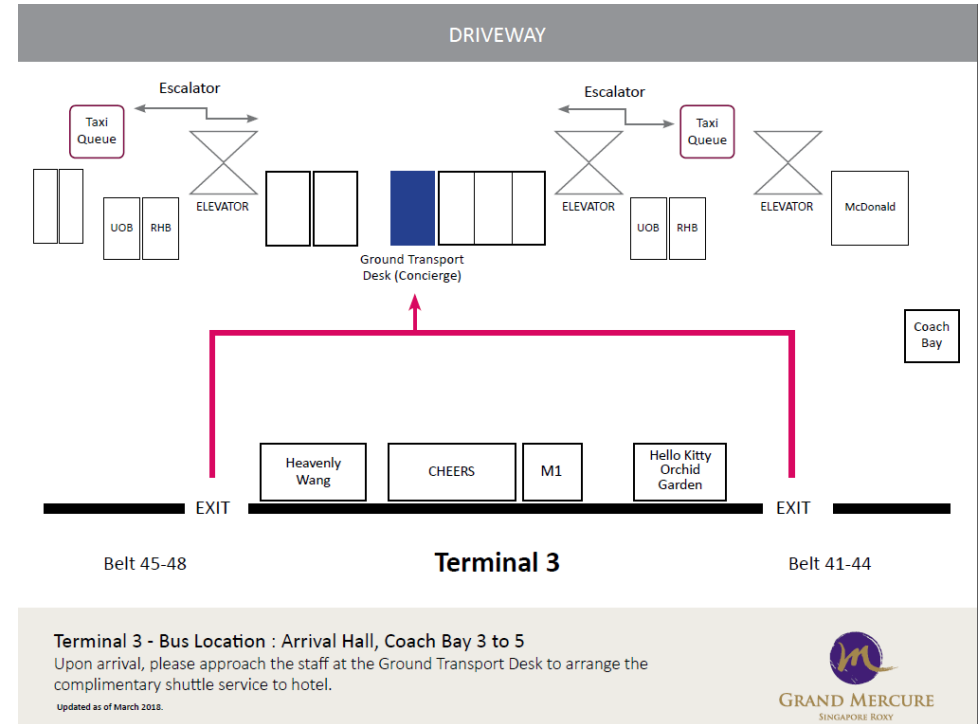 DRIVEWAY
Escalator
Escalator
Taxi
Queue
Taxi
Queue
ELEVATOR
ELEVATOR
ELEVATOR
McDonald
UOB
RHB
UOB
RHB
Ground Transport
Desk (Concierge)
Coach
Bay
Heavenly
Wang
CHEERS
M1
Hello Kitty
Orchid
Garden
EXIT
EXIT
Belt 45-48
Terminal 3
Belt 41-44
Terminal 3 - Bus Location : Arrival Hall, Coach Bay 3 to 5
Upon arrival, please approach the staff at the Ground Transport Desk to arrange the
complimentary shuttle service to hotel.
Updated as of March 2018.
m
GRAND MERCURE
SINGAPORE ROXY